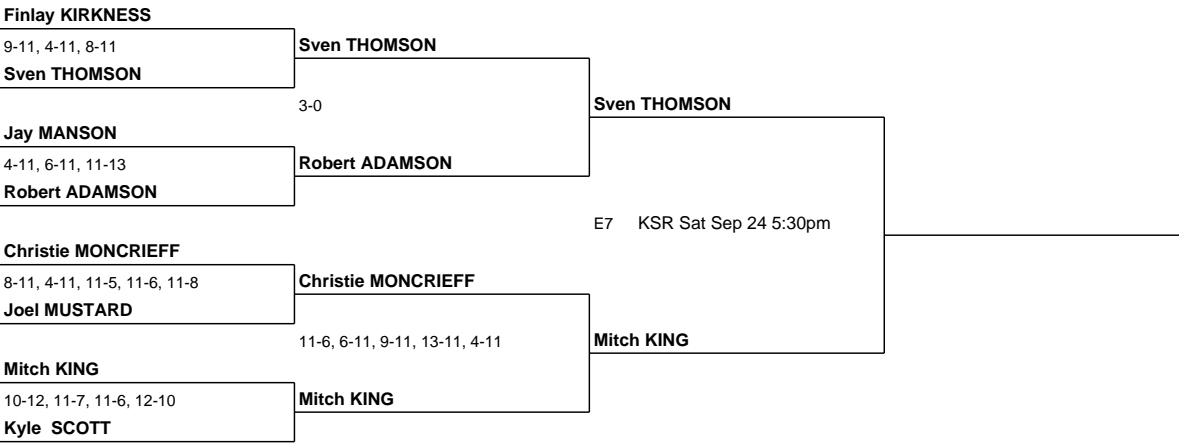 Finlay KIRKNESS
9-11, 4-11, 8-11
Sven THOMSON
Sven THOMSON
3-0
Sven THOMSON
Jay MANSON
4-11, 6-11, 11-13
Robert ADAMSON
Robert ADAMSON
E7 KSR Sat Sep 24 5:30pm
Christie MONCRIEFF
8-11, 4-11, 11-5, 11-6, 11-8
Christie MONCRIEFF
Joel MUSTARD
11-6, 6-11, 9-11, 13-11, 4-11
Mitch KING
Mitch KING
10-12, 11-7, 11-6, 12-10
Mitch KING
Kyle SCOTT